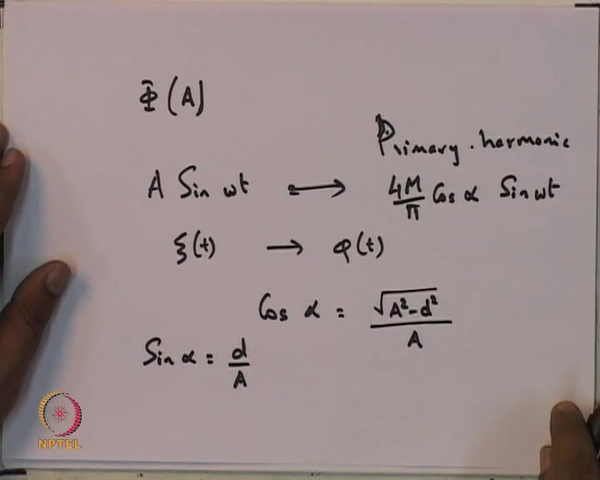 Φ(A)
Primary harmonic
A Sin ωt ⟷ 4M/π Cos α Sin ωt
ξ(t) → φ(t)
Cos α = √(A²-d²)/A
Sin α = d/A
NPTEL